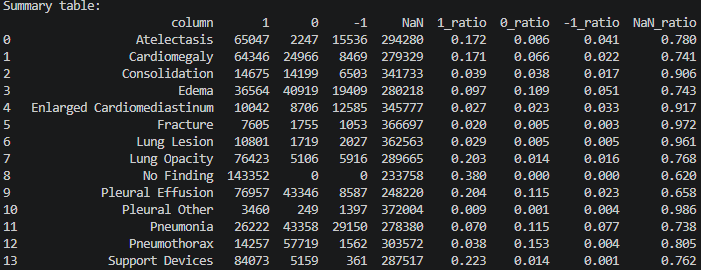 Summary table:
column 1 0 -1 NaN 1_ratio 0_ratio -1_ratio NaN_ratio
0 Atelectasis 65047 2247 15536 294280 0.172 0.006 0.041 0.780
1 Cardiomegaly 64346 24966 8469 279329 0.171 0.066 0.022 0.741
2 Consolidation 14675 14199 6503 341733 0.039 0.038 0.017 0.906
3 Edema 36564 40919 19409 280218 0.097 0.109 0.051 0.743
4 Enlarged Cardiomediastinum 10042 8706 12585 345777 0.027 0.023 0.033 0.917
5 Fracture 7605 1755 1053 366697 0.020 0.005 0.003 0.972
6 Lung Lesion 10801 1719 2027 362563 0.029 0.005 0.005 0.961
7 Lung Opacity 76423 5106 5916 289665 0.203 0.014 0.016 0.768
8 No Finding 143352 0 0 233758 0.380 0.000 0.000 0.620
9 Pleural Effusion 76957 43346 8587 248220 0.204 0.115 0.023 0.658
10 Pleural Other 3460 249 1397 372004 0.009 0.001 0.004 0.986
11 Pneumonia 26222 43358 29150 278380 0.070 0.115 0.077 0.738
12 Pneumothorax 14257 57719 1562 303572 0.038 0.153 0.004 0.805
13 Support Devices 84073 5159 361 287517 0.223 0.014 0.001 0.762